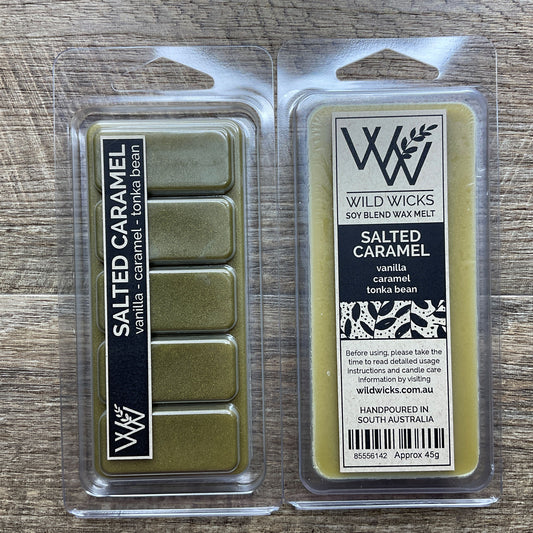 SALTED CARAMEL
vanilla - caramel - tonka bean
WW
WW
WILD WICKS
SOY BLEND WAX MELT
SALTED
CARAMEL
vanilla
caramel
tonka bean
Before using, please take the
time to read detailed usage
instructions and candle care
information by visiting
wildwicks.com.au
HANDPOURED IN
SOUTH AUSTRALIA
85556142 Approx 45g